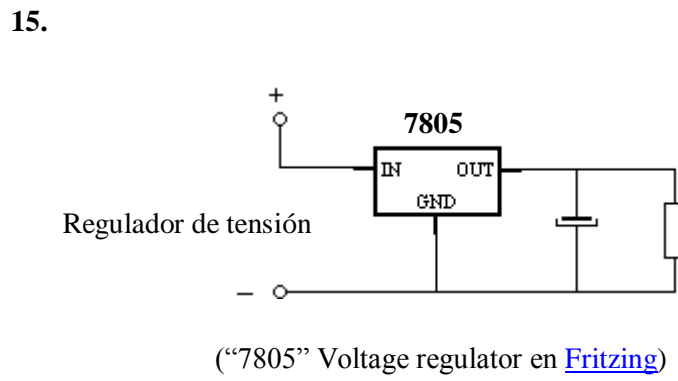 15.
+
7805
IN OUT
GND
Regulador de tensión
–
(“7805” Voltage regulator en Fritzing)